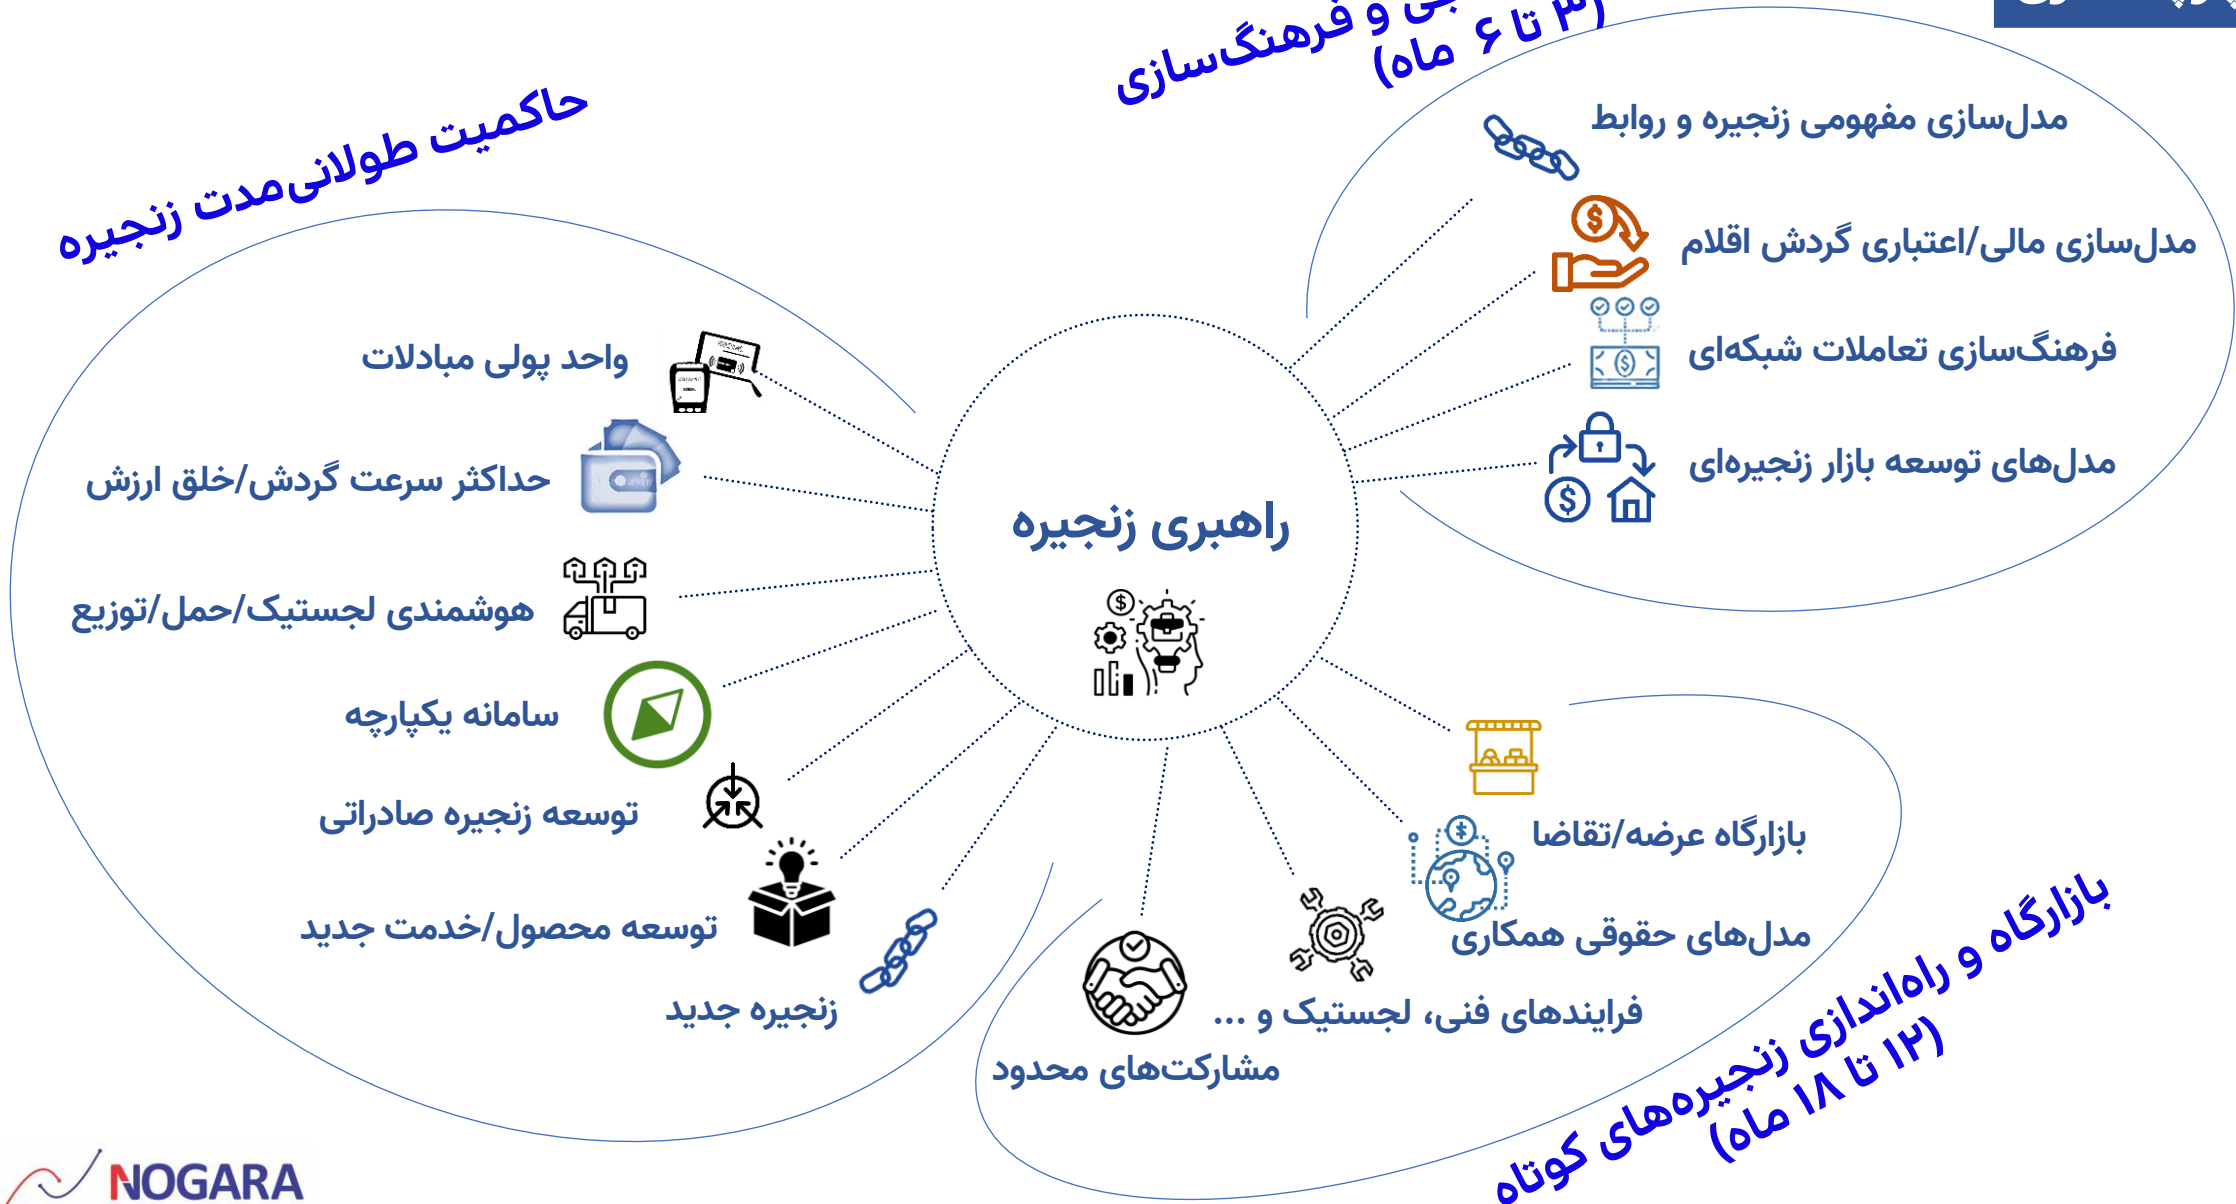 و فرهنگ‌سازی
(۳ تا ۶ ماه)
مدل‌سازی مفهومی زنجیره و روابط
مدل‌سازی مالی/اعتباری گردش اقلام
فرهنگ‌سازی تعاملات شبکه‌ای
مدل‌های توسعه بازار زنجیره‌ای
راهبری زنجیره
بازارگاه و راه‌اندازی زنجیره‌های کوتاه
(۱۲ تا ۱۸ ماه)
بازارگاه عرضه/تقاضا
مدل‌های حقوقی همکاری
فرایندهای فنی، لجستیک و ...
مشارکت‌های محدود
حاکمیت طولانی‌مدت زنجیره
واحد پولی مبادلات
حداکثر سرعت گردش/خلق ارزش
هوشمندی لجستیک/حمل/توزیع
سامانه یکپارچه
توسعه زنجیره صادراتی
توسعه محصول/خدمت جدید
زنجیره جدید
NOGARA